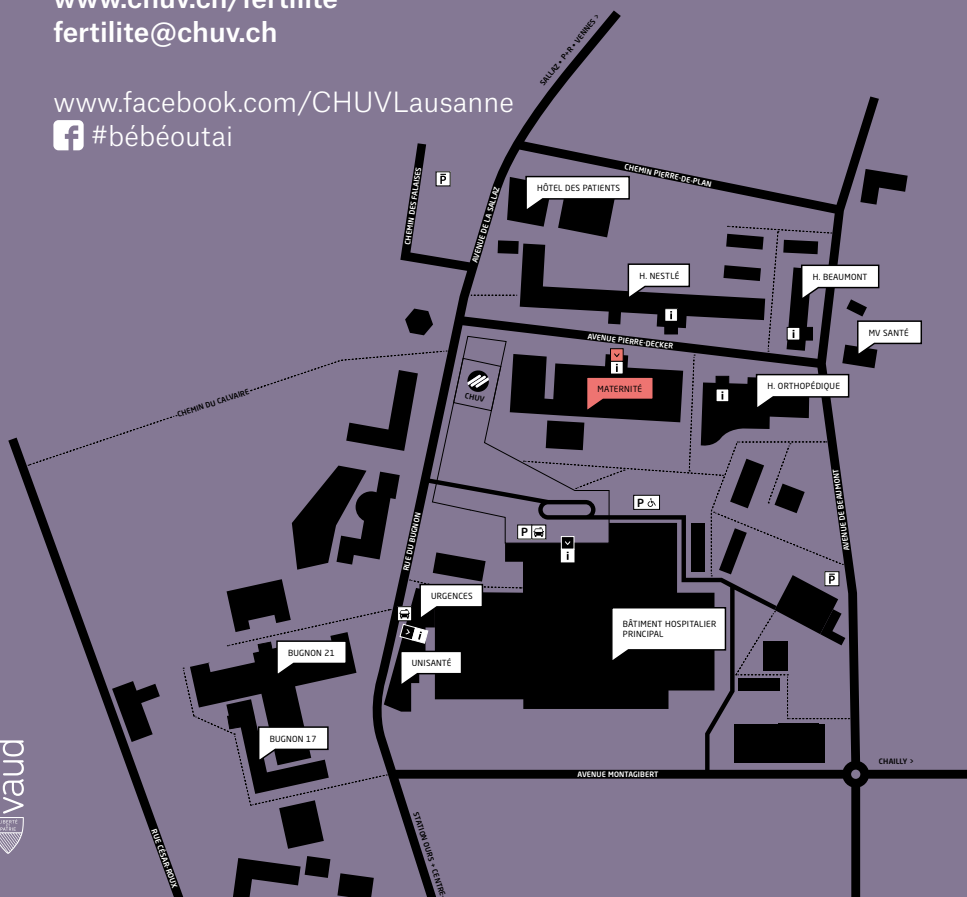 www.chuv.ch/fertilite
fertilite@chuv.ch
www.facebook.com/CHUVLausanne
#bébéoutai
SALLAZ + P+R + VENNES >
CHEMIN PIERRE-DE-PLAN
CHEMIN DES FALAISES
P
AVENUE DE LA SALLAZ
HÔTEL DES PATIENTS
H. NESTLÉ
i
H. BEAUMONT
i
MV SANTÉ
AVENUE PIERRE-DECKER
i
MATERNITÉ
H. ORTHOPÉDIQUE
i
CHUV
CHEMIN DU CALVAIRE
RUE DU BUGNON
AVENUE DE BEAUMONT
P
P
i
P
URGENCES
i
UNISANTÉ
BÂTIMENT HOSPITALIER
PRINCIPAL
BUGNON 21
BUGNON 17
vaud
LIBERTÉ
ET
PATRIE
CHAILLY >
AVENUE MONTAGIBERT
RUE CÉSAR ROUX
STATION OURS + CENTRE